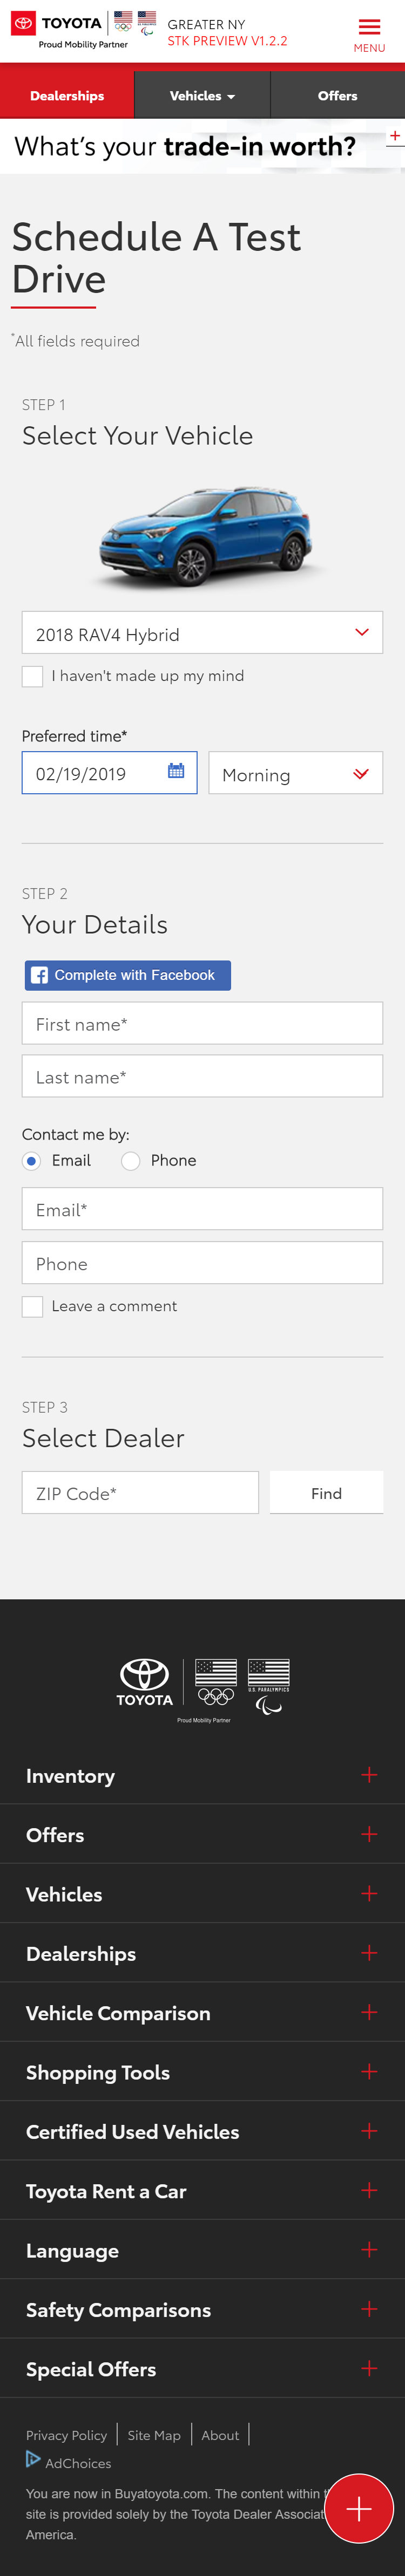 TOYOTA
Proud Mobility Partner
GREATER NY
STK PREVIEW V1.2.2
MENU
Dealerships
Vehicles
Offers
What's your trade-in worth?
Schedule A Test
Drive
*All fields required
STEP 1
Select Your Vehicle
2018 RAV4 Hybrid
I haven't made up my mind
Preferred time*
02/19/2019
Morning
STEP 2
Your Details
Complete with Facebook
First name*
Last name*
Contact me by:
Email
Phone
Email*
Phone
Leave a comment
STEP 3
Select Dealer
ZIP Code*
Find
TOYOTA
U.S. PARALYMPICS
Proud Mobility Partner
Inventory
Offers
Vehicles
Dealerships
Vehicle Comparison
Shopping Tools
Certified Used Vehicles
Toyota Rent a Car
Language
Safety Comparisons
Special Offers
Privacy Policy
Site Map
About
AdChoices
You are now in Buyatoyota.com. The content within
site is provided solely by the Toyota Dealer Associat
America.